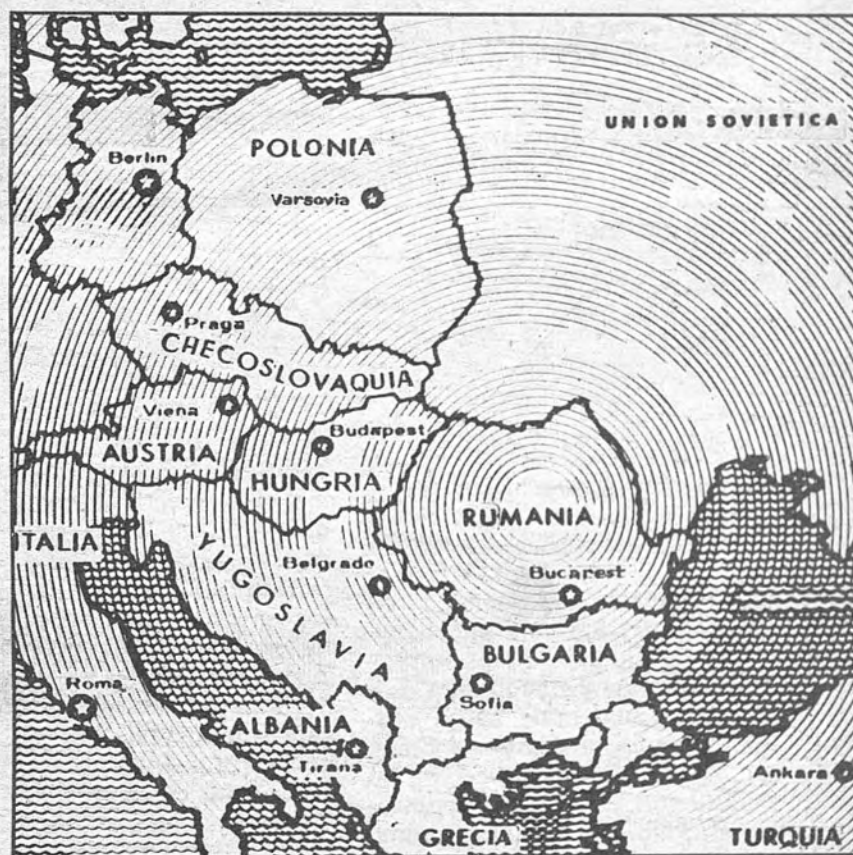 UNION SOVIETICA
POLONIA
Berlin
Varsovia
Praga
CHECOSLOVAQUIA
Viena
Budapest
AUSTRIA
HUNGRIA
RUMANIA
ITALIA
YUGOSLAVIA
Belgrado
Bucarest
BULGARIA
Sofia
Roma
ALBANIA
Tirana
Ankara
GRECIA
TURQUIA